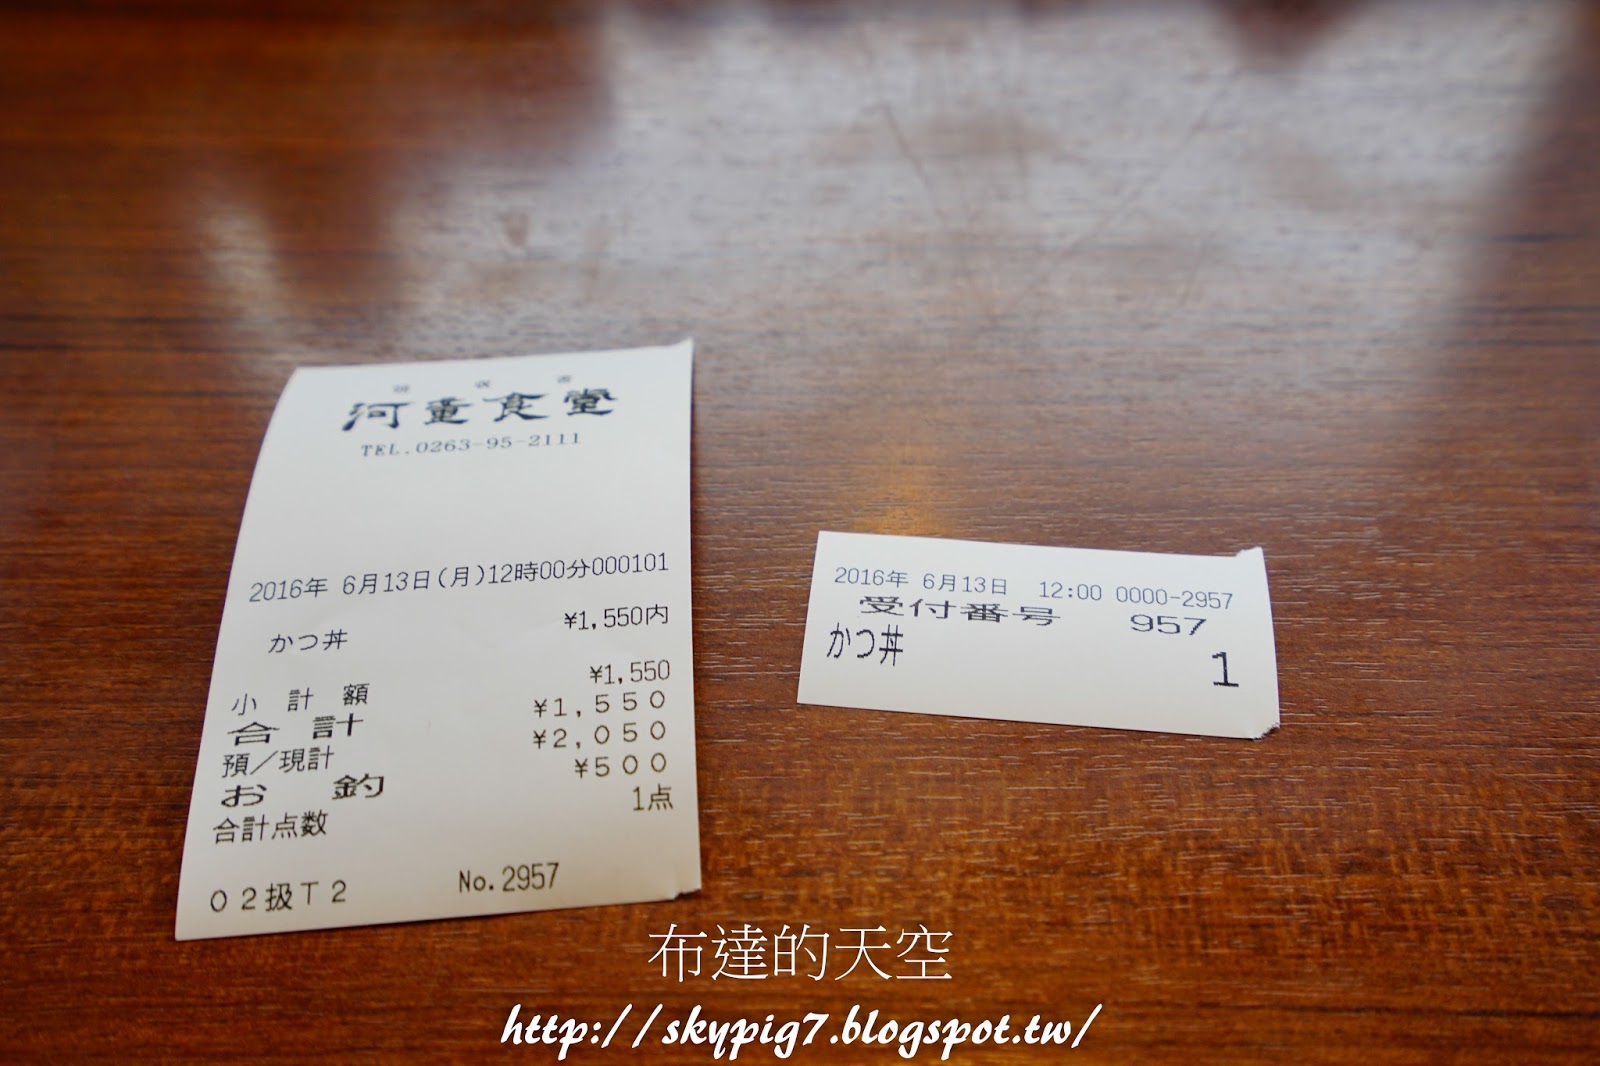 領収書
河童食堂
TEL.0263-95-2111
2016年 6月13日(月)12時00分000101
¥1,550内
かつ丼
¥1,550
小計額
¥1,550
合計
¥2,050
預／現計
¥500
お釣
1点
合計点数
02扱T2 No.2957
2016年 6月13日 12:00 0000-2957
受付番号 957
かつ丼
1
布達的天空
http://skypig7.blogspot.tw/